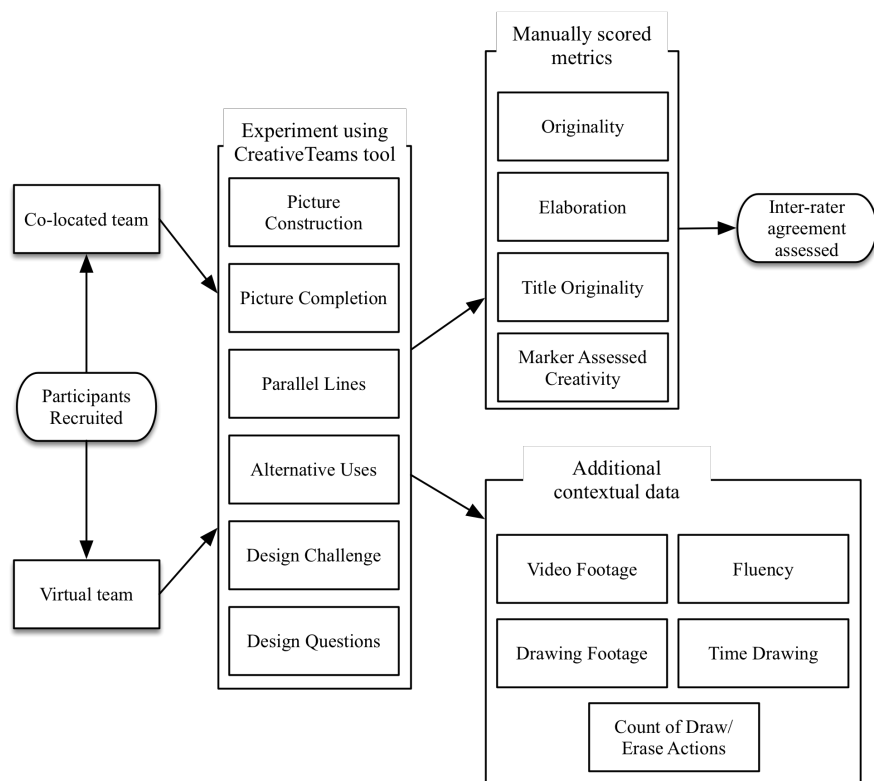 Participants
Recruited
Co-located team
Virtual team
Experiment using
CreativeTeams tool
Picture
Construction
Picture Completion
Parallel Lines
Alternative Uses
Design Challenge
Design Questions
Manually scored
metrics
Originality
Elaboration
Title Originality
Marker Assessed
Creativity
Inter-rater
agreement
assessed
Additional
contextual data
Video Footage
Fluency
Drawing Footage
Time Drawing
Count of Draw/
Erase Actions